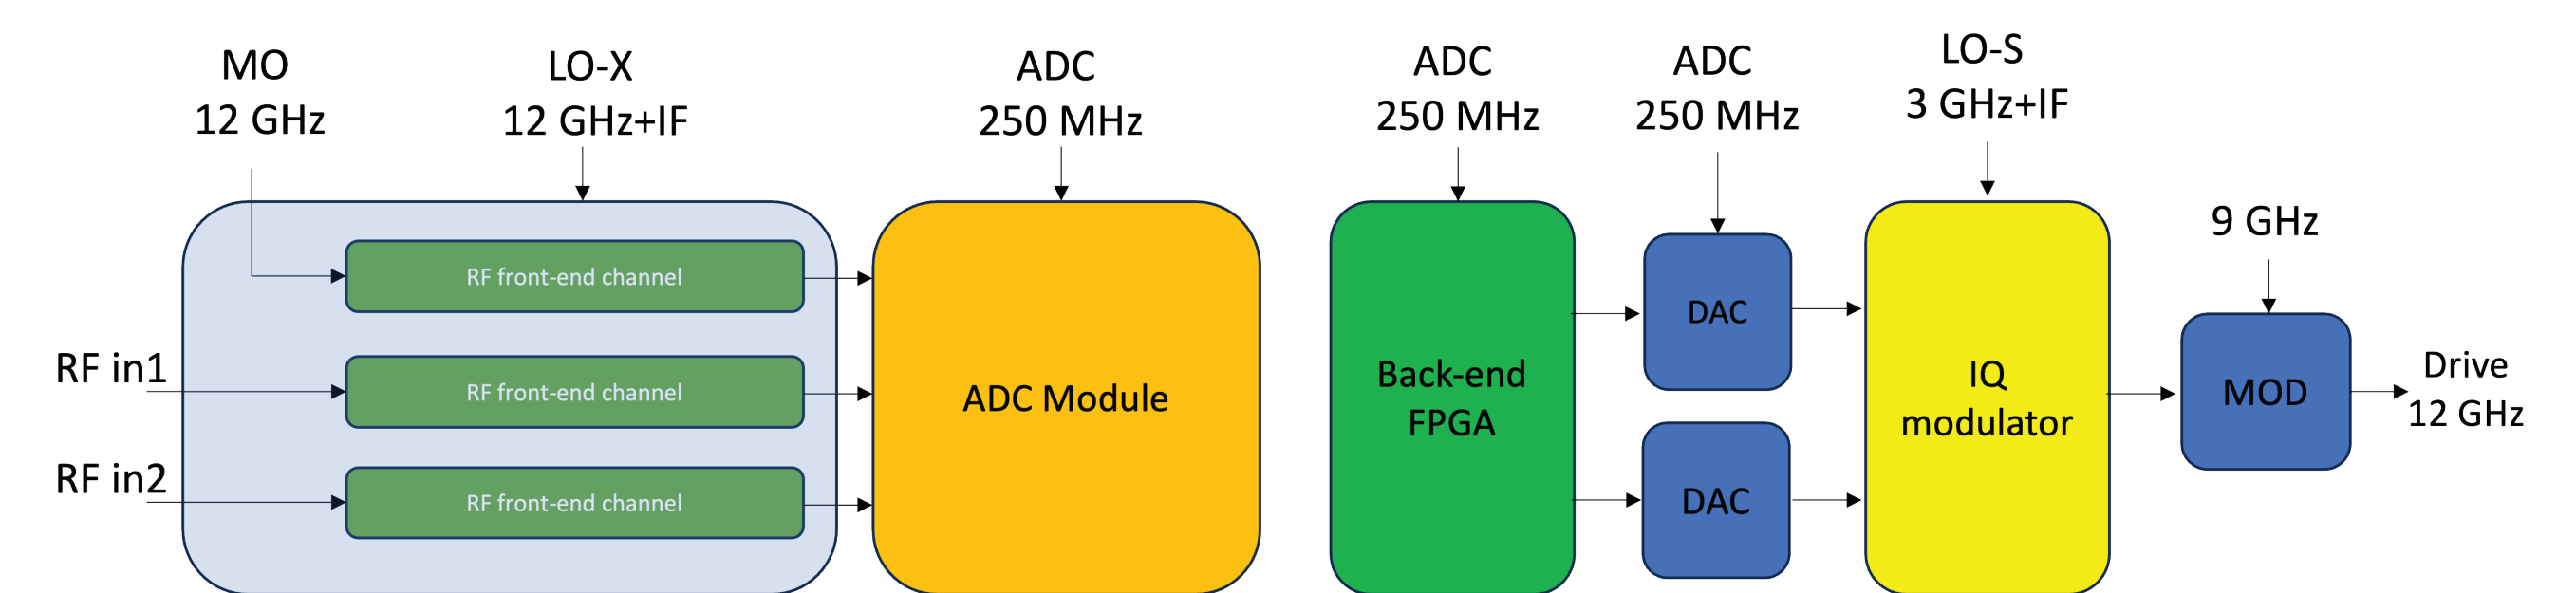 MO
12 GHz
LO-X
12 GHz+IF
ADC
250 MHz
ADC
250 MHz
ADC
250 MHz
LO-S
3 GHz+IF
9 GHz
RF front-end channel
RF in1
RF front-end channel
RF in2
RF front-end channel
ADC Module
Back-end
FPGA
DAC
DAC
IQ
modulator
MOD
Drive
12 GHz